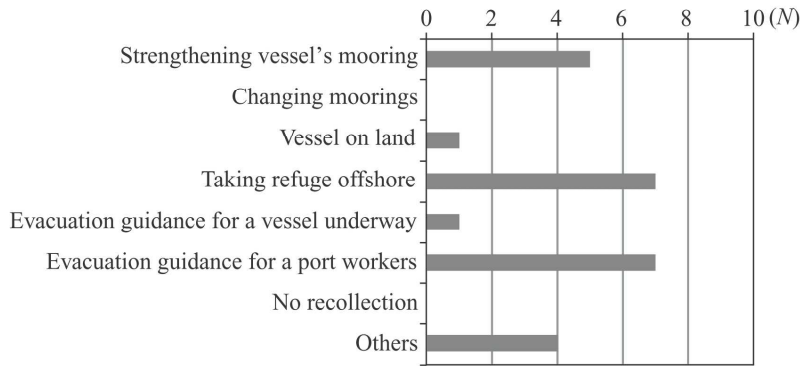 0 2 4 6 8 10 (N)
Strengthening vessel’s mooring
Changing moorings
Vessel on land
Taking refuge offshore
Evacuation guidance for a vessel underway
Evacuation guidance for a port workers
No recollection
Others